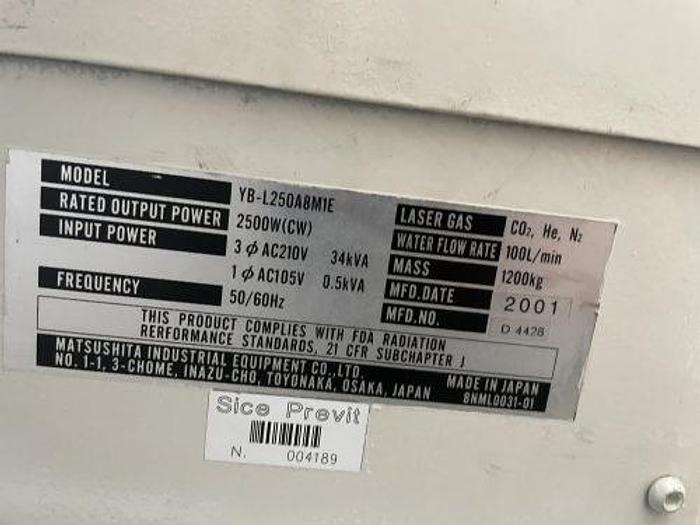 MODEL YB-L250A8M1E
RATED OUTPUT POWER 2500W(CW)
INPUT POWER 3 ϕ AC210V 34kVA
1 ϕ AC105V 0.5kVA
FREQUENCY 50/60Hz
LASER GAS CO₂, He, N₂
WATER FLOW RATE 100L/min
MASS 1200kg
MFD.DATE 2001
MFD.NO. D 4428
THIS PRODUCT COMPLIES WITH FDA RADIATION
RERFORMANCE STANDARDS, 21 CFR SUBCHAPTER J
MATSUSHITA INDUSTRIAL EQUIPMENT CO.,LTD.
NO. 1-1, 3-CHOME, INAZU-CHO, TOYONAKA, OSAKA, JAPAN
MADE IN JAPAN
8NML0031-01
Sice Previt
N. 004189